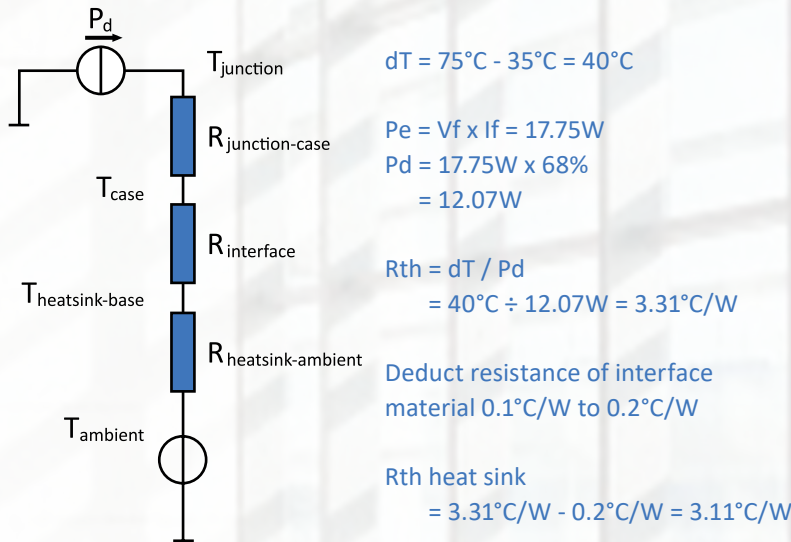 Pd
Tjunction
Rjunction-case
Tcase
Rinterface
Theatsink-base
Rheatsink-ambient
Tambient
dT = 75°C - 35°C = 40°C
Pe = Vf x If = 17.75W
Pd = 17.75W x 68%
= 12.07W
Rth = dT / Pd
= 40°C ÷ 12.07W = 3.31°C/W
Deduct resistance of interface
material 0.1°C/W to 0.2°C/W
Rth heat sink
= 3.31°C/W - 0.2°C/W = 3.11°C/W